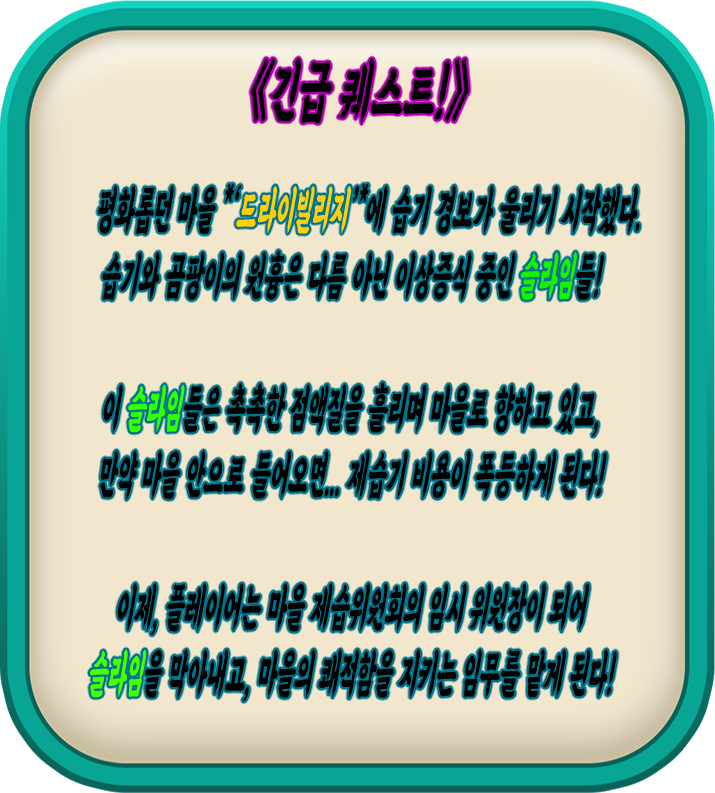 《긴급 퀘스트!》
평화롭던 마을 *‘드라이빌리지’*에 습기 경보가 울리기 시작했다.
습기와 곰팡이의 원흉은 다름 아닌 이상증식 중인 슬라임들!
이 슬라임들은 축축한 점액질을 흘리며 마을로 향하고 있고,
만약 마을 안으로 들어오면... 제습기 비용이 폭등하게 된다!
이제, 플레이어는 마을 제습위원회의 임시 위원장이 되어
슬라임을 막아내고, 마을의 쾌적함을 지키는 임무를 맡게 된다!